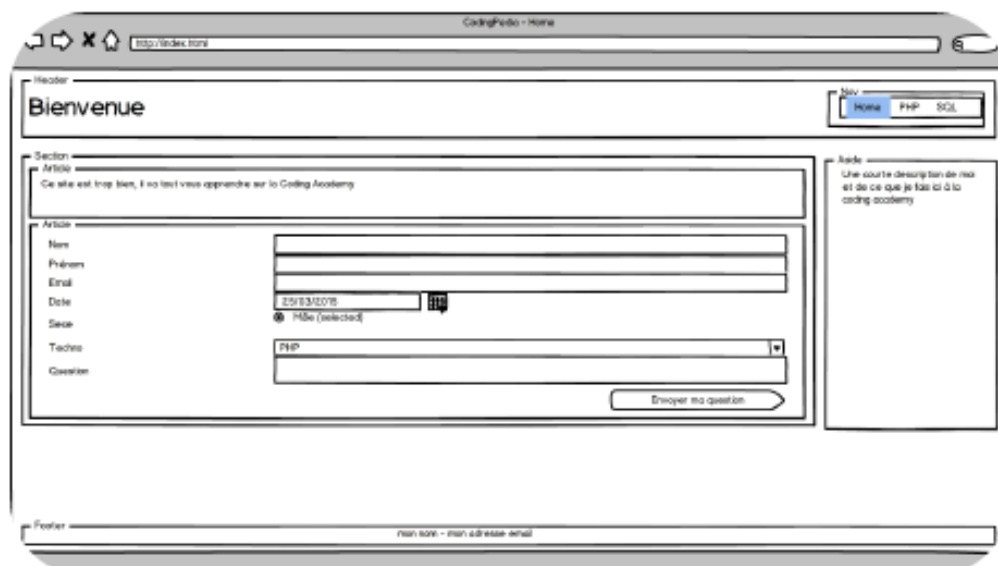 CodingPedia - Home
http://index.html
Header
Bienvenue
Nav
Home PHP SQL
Section
Article
Ce site est trop bien, il va tout vous apprendre sur la Coding Academy
Article
Nom
Prénom
Email
Date 25/03/2015
Sexe Mâle (selected)
Techno PHP
Question
Envoyer ma question
Aside
Une courte description de moi
et de ce que je fais ici à la
coding academy
Footer
mon nom - mon adresse email